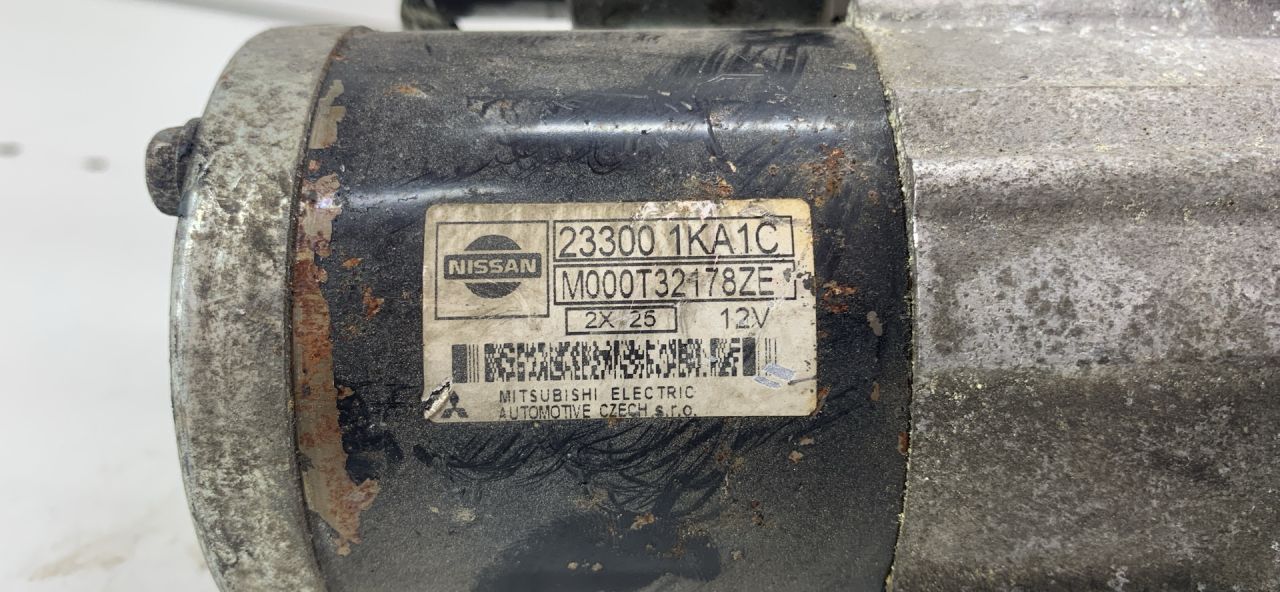 NISSAN
23300 1KA1C
M000T32178ZE
2X 25 12V
MITSUBISHI ELECTRIC
AUTOMOTIVE CZECH s.r.o.